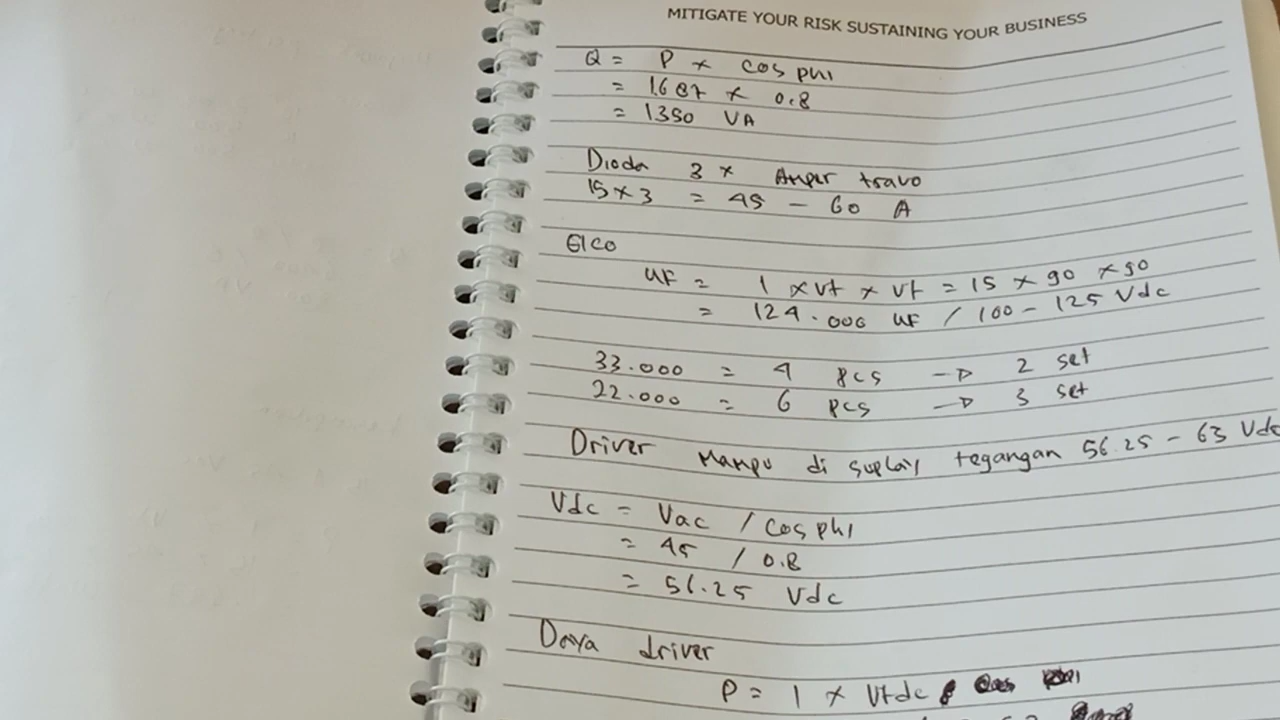 MITIGATE YOUR RISK SUSTAINING YOUR BUSINESS
Q = P x cos phi
= 1.687 x 0.8
= 1350 VA
Dioda 3 x Amper travo
15 x 3 = 45 - 60 A
Elco
UF = 1 x vt x vt = 15 x 90 x 90
= 124.000 UF / 100 - 125 Vdc
33.000 = 4 pcs → 2 set
22.000 = 6 pcs → 3 set
Driver Mampu di suplaiy tegangan 56.25 - 63 Vdc
Vdc = Vac / cos phi
= 45 / 0.8
= 56.25 Vdc
Daya driver
P = 1 x Vtdc